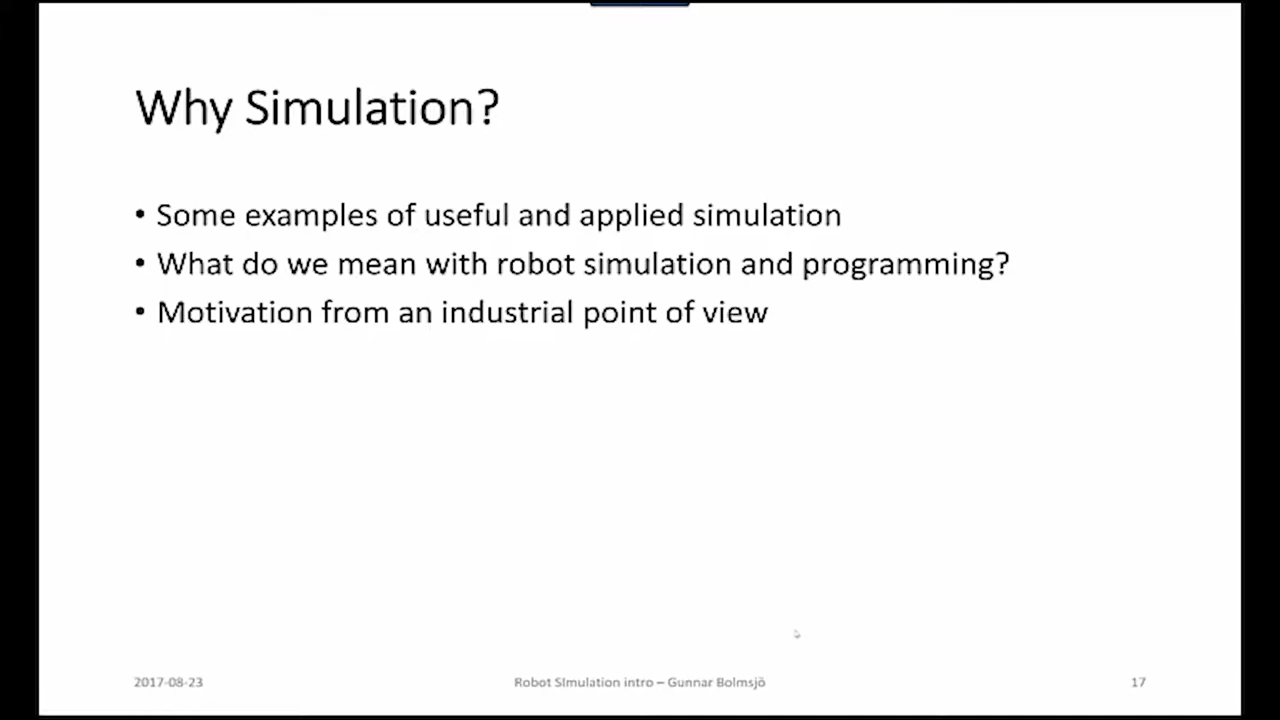 Why Simulation?
• Some examples of useful and applied simulation
• What do we mean with robot simulation and programming?
• Motivation from an industrial point of view
2017-08-23
Robot SImulation intro – Gunnar Bolmsjö
17